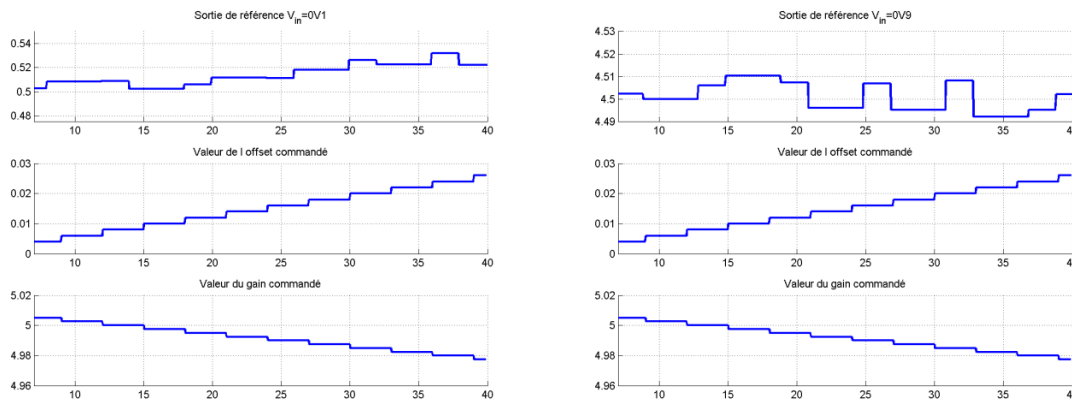 Sortie de référence V_in=0V1
0.54
0.52
0.5
0.48
10 15 20 25 30 35 40
Valeur de l offset commandé
0.03
0.02
0.01
0
10 15 20 25 30 35 40
Valeur du gain commandé
5.02
5
4.98
4.96
10 15 20 25 30 35 40
Sortie de référence V_in=0V9
4.53
4.52
4.51
4.5
4.49
10 15 20 25 30 35 40
Valeur de l offset commandé
0.03
0.02
0.01
0
10 15 20 25 30 35 40
Valeur du gain commandé
5.02
5
4.98
4.96
10 15 20 25 30 35 40